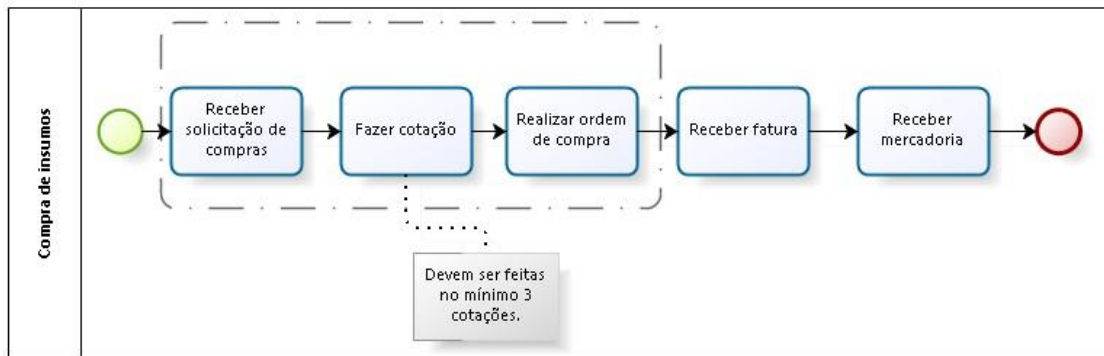 Compra de insumos
Receber
solicitação de
compras
Fazer cotação
Realizar ordem
de compra
Receber fatura
Receber
mercadoria
Devem ser feitas
no mínimo 3
cotações.